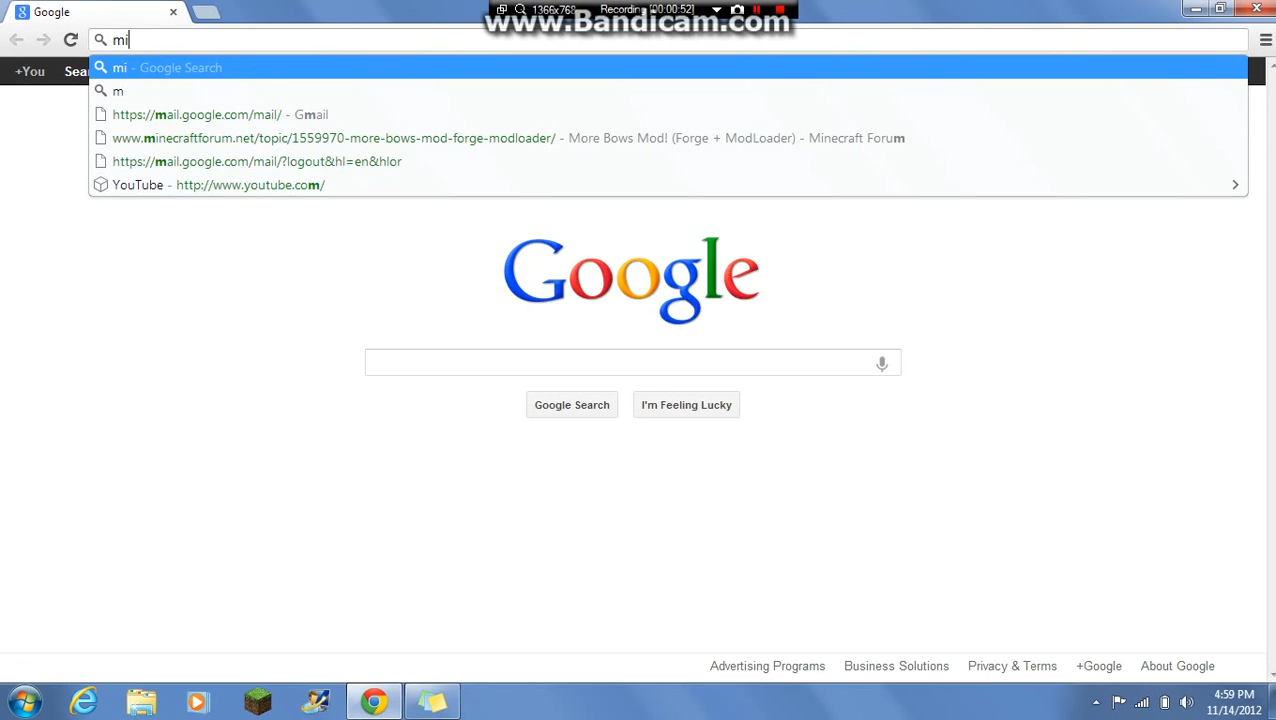 1366x768 Recording [00:00:52]
www.Bandicam.com
Google
mi
+You
mi - Google Search
m
https://mail.google.com/mail/ - Gmail
www.minecraftforum.net/topic/1559970-more-bows-mod-forge-modloader/ - More Bows Mod! (Forge + ModLoader) - Minecraft Forum
https://mail.google.com/mail/?logout&hl=en&hlor
YouTube - http://www.youtube.com/
Google
Google Search I'm Feeling Lucky
Advertising Programs Business Solutions Privacy & Terms +Google About Google
4:59 PM
11/14/2012